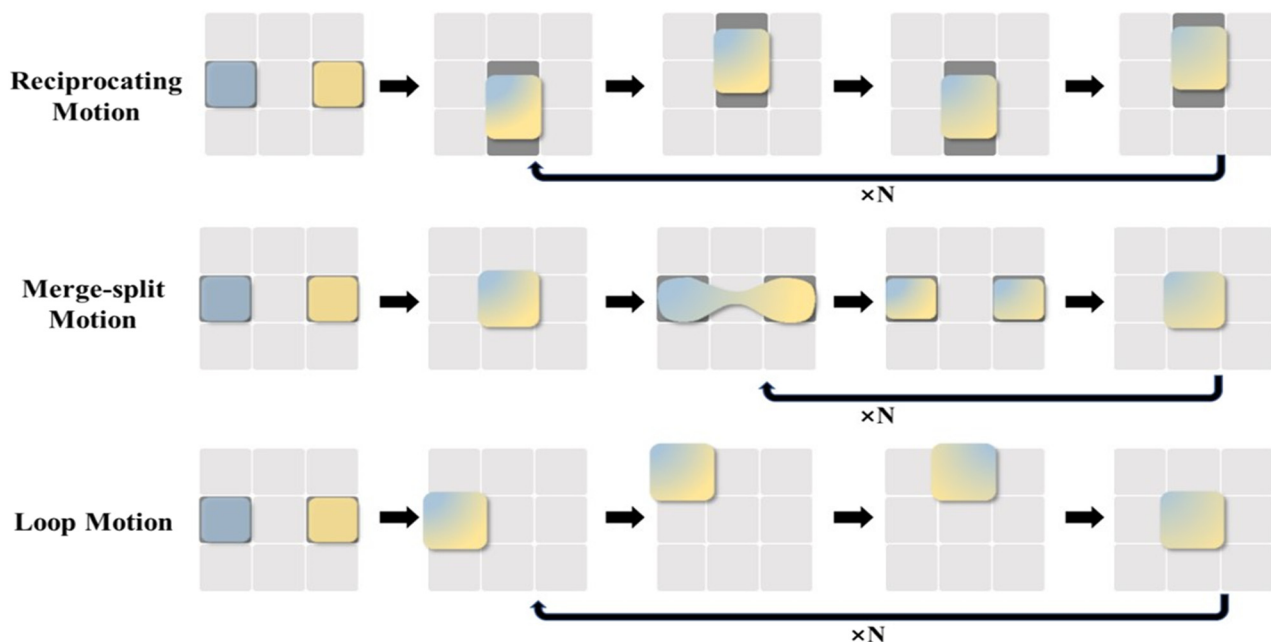 Reciprocating
Motion
×N
Merge-split
Motion
×N
Loop Motion
×N